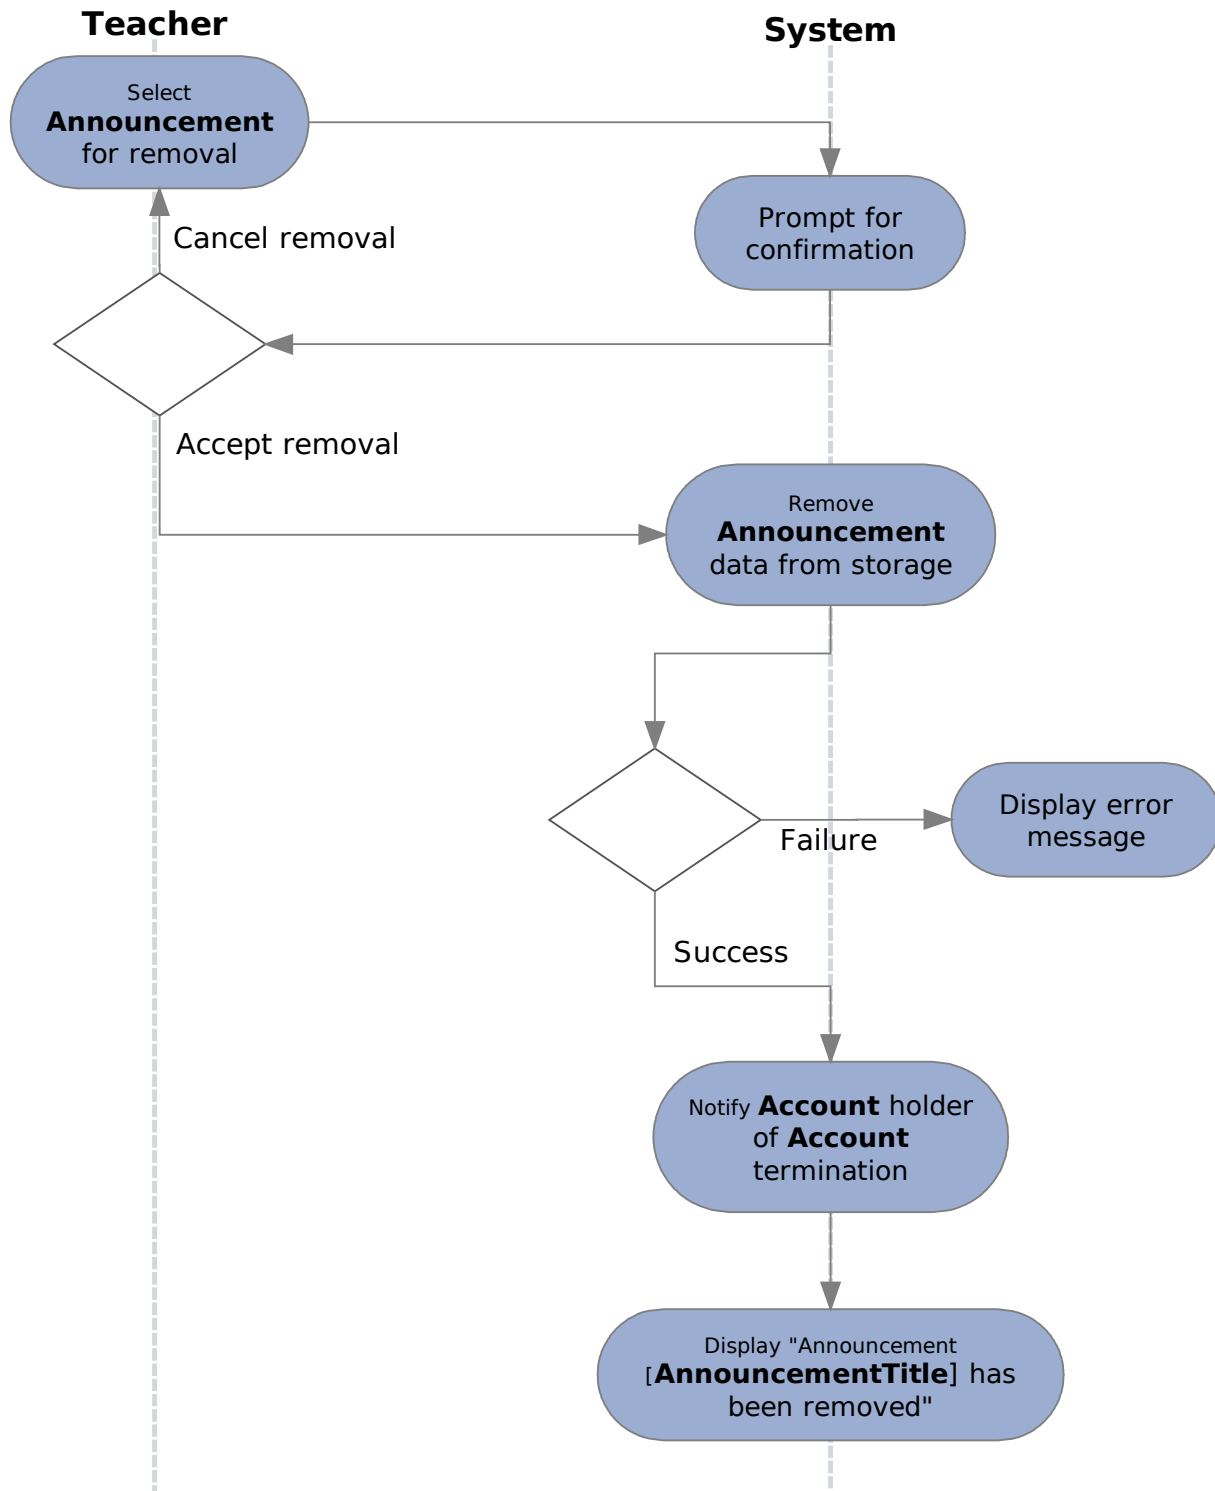 Teacher
System
Select
Announcement
for removal
Prompt for
confirmation
Cancel removal
Accept removal
Remove
Announcement
data from storage
Display error
message
Failure
Success
Notify Account holder
of Account
termination
Display "Announcement
[AnnouncementTitle] has
been removed"